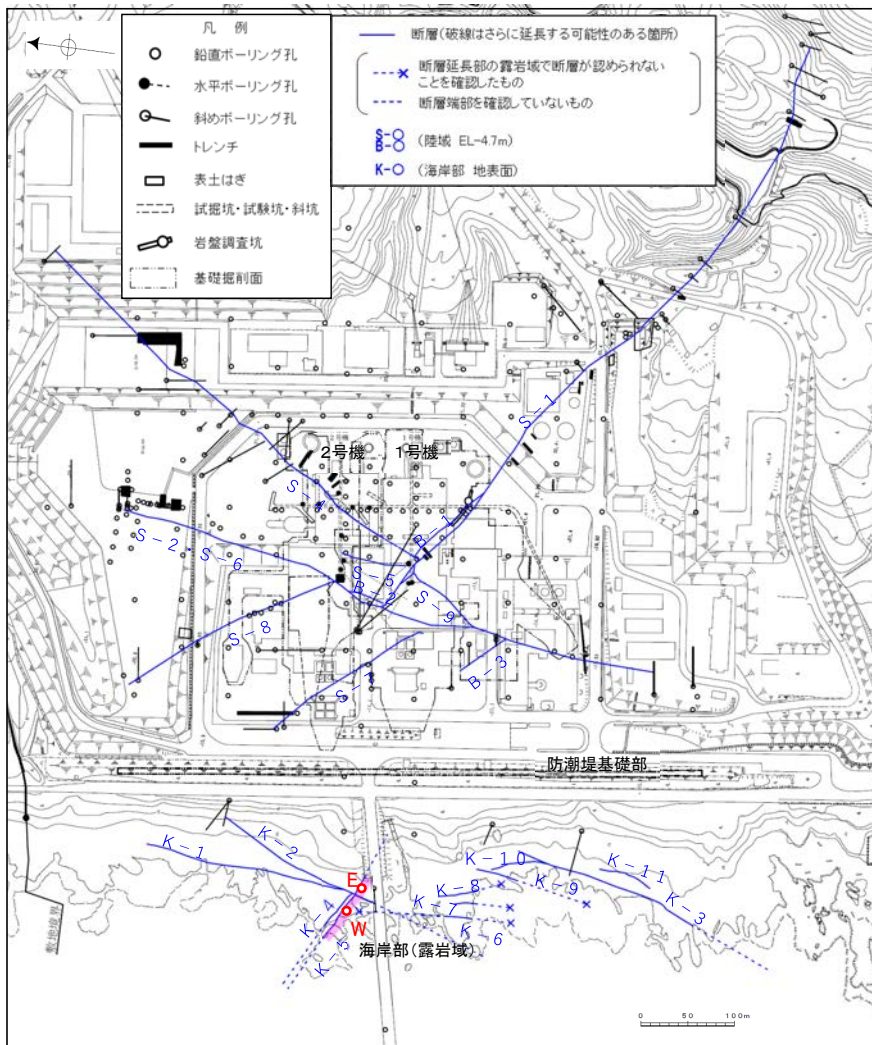 凡 例
鉛直ボーリング孔
水平ボーリング孔
斜めボーリング孔
トレンチ
表土はぎ
試掘坑・試験坑・斜坑
岩盤調査坑
基礎掘削面
断層(破線はさらに延長する可能性のある箇所)
断層延長部の露岩域で断層が認められない
ことを確認したもの
断層端部を確認していないもの
S-○
B-○
(陸域 EL-4.7m)
K-○
(海岸部 地表面)
S-1
2号機
1号機
S-4
B-1
S-2・S-6
S-5
B-2
S-9
S-8
S-7
B-3
防潮堤基礎部
K-1
K-2
K-10
K-11
K-9
K-8
K-3
E
K-4
K-7
W
K-6
K-5
海岸部(露岩域)
敷地境界
0 50 100m